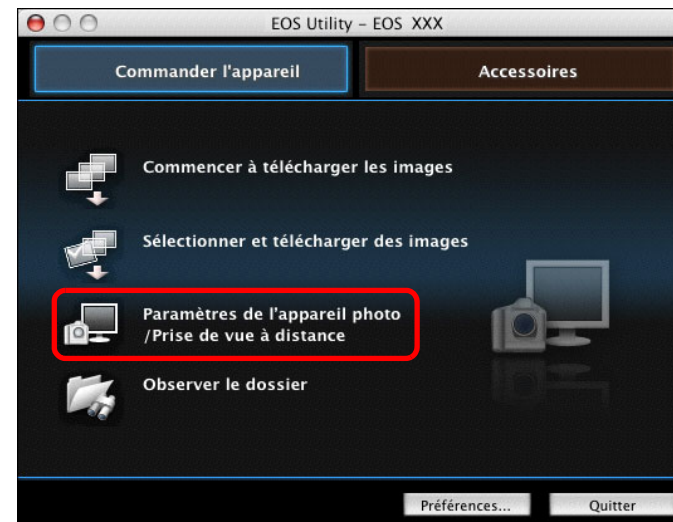 EOS Utility – EOS XXX
Commander l'appareil
Accessoires
Commencer à télécharger les images
Sélectionner et télécharger des images
Paramètres de l'appareil photo
/Prise de vue à distance
Observer le dossier
Préférences...
Quitter